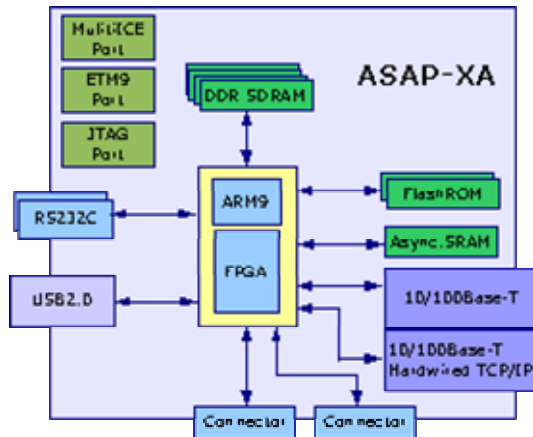 MultiICE
Port
ETM9
Port
JTAG
Port
ASAP-XA
DDR SDRAM
ARM9
FPGA
RS232C
USB2.0
FlashROM
Async.SRAM
10/100Base-T
10/100Base-T
Hardwired TCP/IP
Connector
Connector